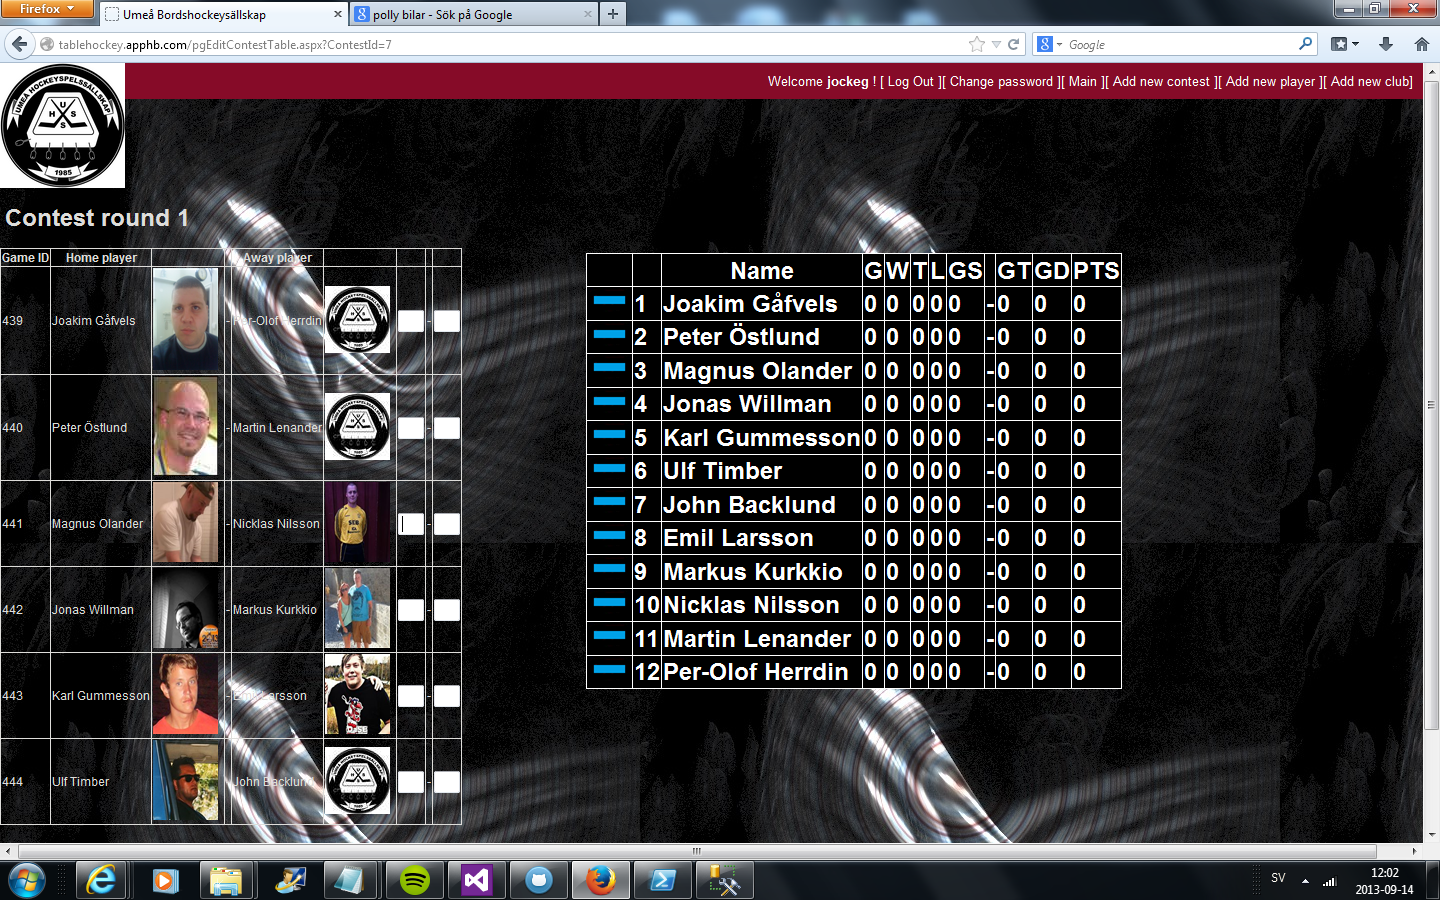 Firefox
Umeå Bordshockeysällskap
polly bilar - Sök på Google
tablehockey.apphb.com/pgEditContestTable.aspx?ContestId=7
Google
UMEÅ HOCKEYSPELSSÄLLSKAP
U
H S
S
1985
Welcome jockeg ! [ Log Out ][ Change password ][ Main ][ Add new contest ][ Add new player ][ Add new club]
Contest round 1
Game ID Home player Away player
439 Joakim Gåfvels - Per-Olof Herrdin -
440 Peter Östlund - Martin Lenander -
441 Magnus Olander - Nicklas Nilsson -
442 Jonas Willman - Markus Kurkkio -
443 Karl Gummesson - Emil Larsson -
444 Ulf Timber - John Backlund -
Name G W T L GS GT GD PTS
1 Joakim Gåfvels 0 0 0 0 0 - 0 0 0
2 Peter Östlund 0 0 0 0 0 - 0 0 0
3 Magnus Olander 0 0 0 0 0 - 0 0 0
4 Jonas Willman 0 0 0 0 0 - 0 0 0
5 Karl Gummesson 0 0 0 0 0 - 0 0 0
6 Ulf Timber 0 0 0 0 0 - 0 0 0
7 John Backlund 0 0 0 0 0 - 0 0 0
8 Emil Larsson 0 0 0 0 0 - 0 0 0
9 Markus Kurkkio 0 0 0 0 0 - 0 0 0
10 Nicklas Nilsson 0 0 0 0 0 - 0 0 0
11 Martin Lenander 0 0 0 0 0 - 0 0 0
12 Per-Olof Herrdin 0 0 0 0 0 - 0 0 0
SV
12:02
2013-09-14